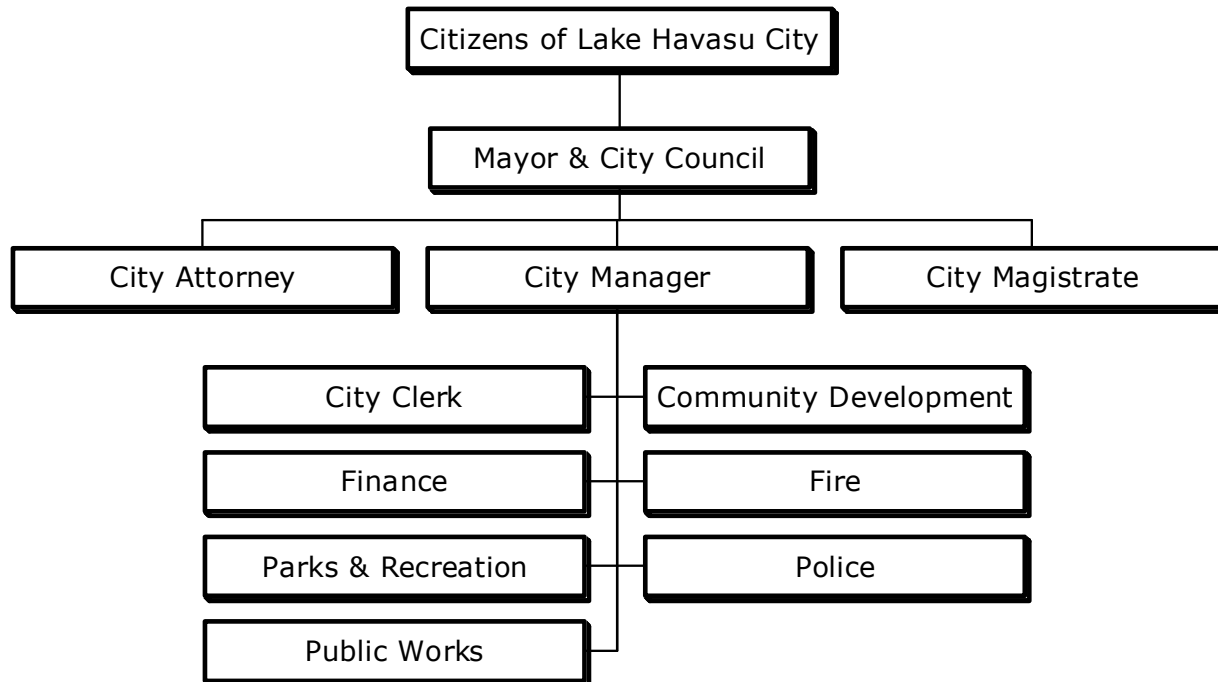 Citizens of Lake Havasu City
Mayor & City Council
City Attorney
City Manager
City Magistrate
City Clerk
Community Development
Finance
Fire
Parks & Recreation
Police
Public Works